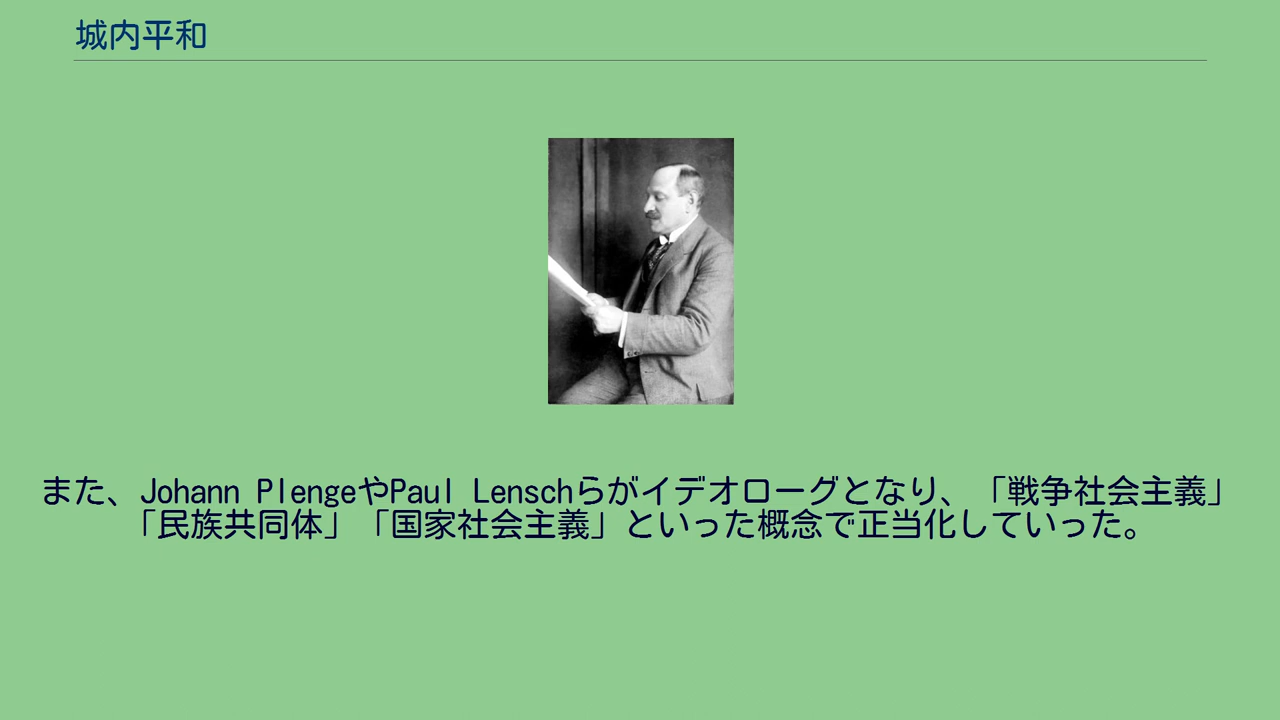 城内平和
また、Johann PlengeやPaul Lenschらがイデオローグとなり、「戦争社会主義」
「民族共同体」「国家社会主義」といった概念で正当化していった。